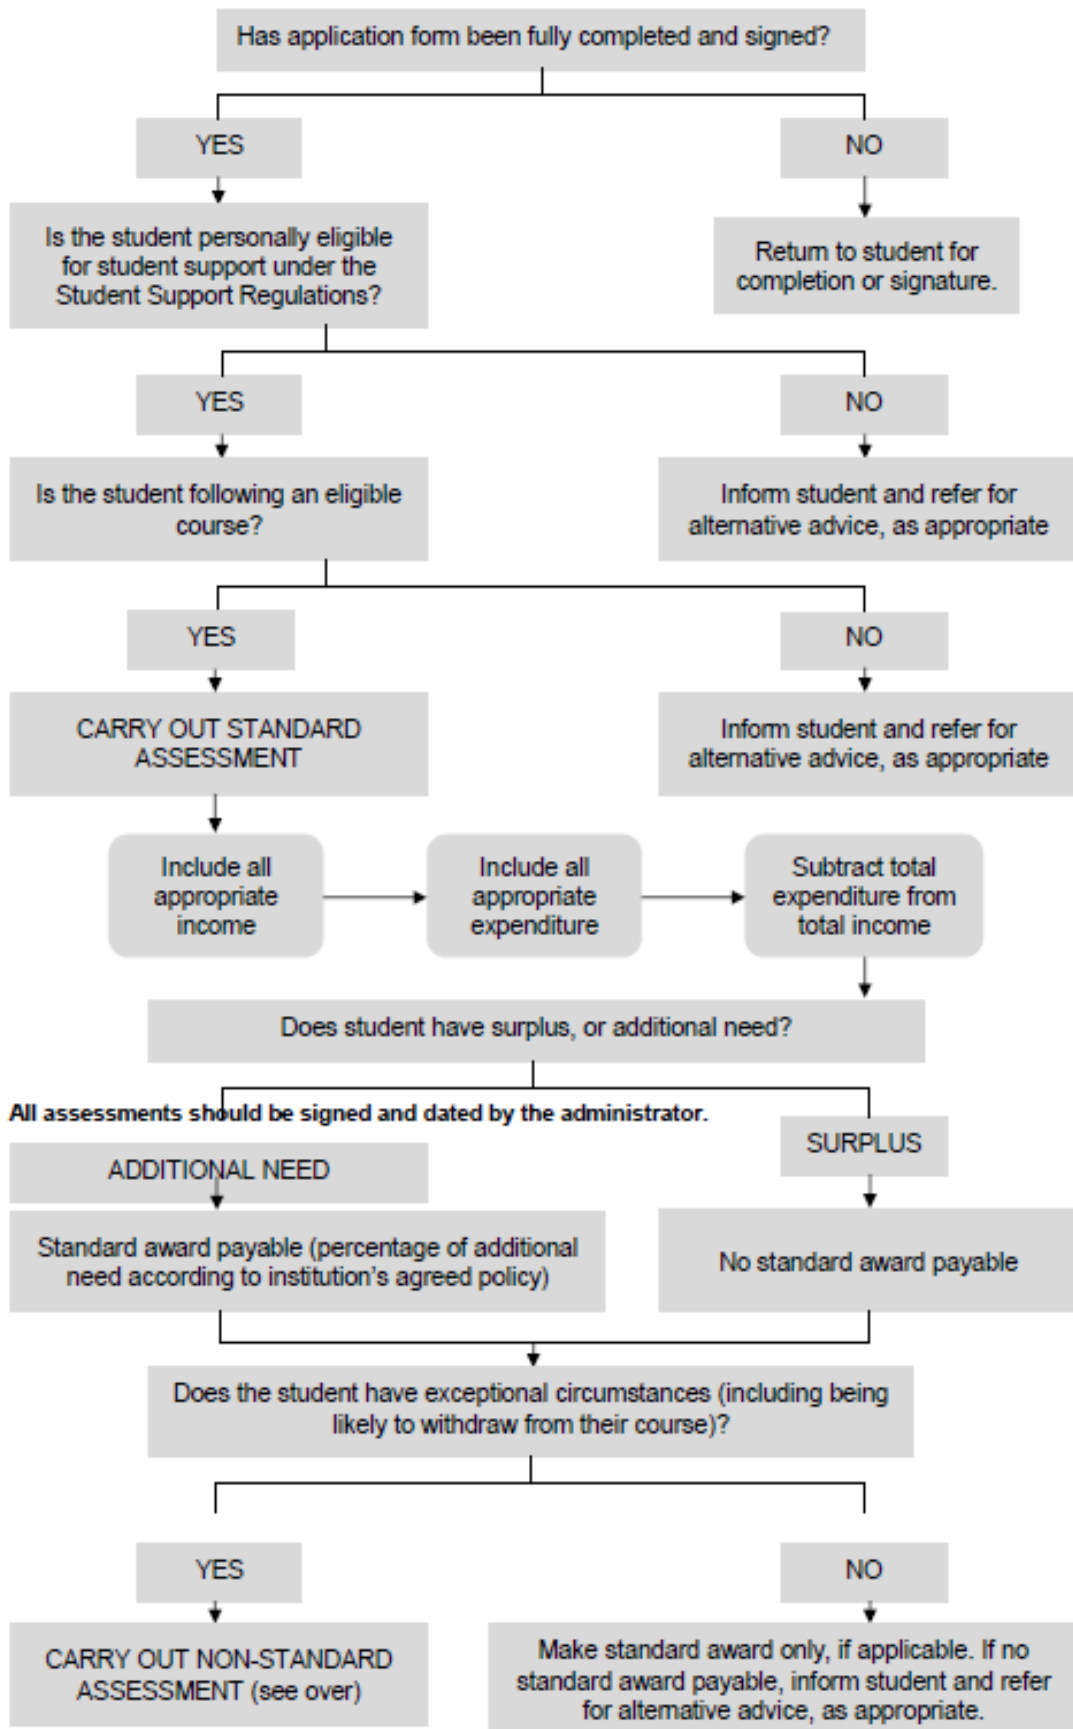 Has application form been fully completed and signed?
YES
NO
Is the student personally eligible
for student support under the
Student Support Regulations?
Return to student for
completion or signature.
YES
NO
Is the student following an eligible
course?
Inform student and refer for
alternative advice, as appropriate
YES
NO
CARRY OUT STANDARD
ASSESSMENT
Inform student and refer for
alternative advice, as appropriate
Include all
appropriate
income
Include all
appropriate
expenditure
Subtract total
expenditure from
total income
Does student have surplus, or additional need?
All assessments should be signed and dated by the administrator.
ADDITIONAL NEED
SURPLUS
Standard award payable (percentage of additional
need according to institution's agreed policy)
No standard award payable
Does the student have exceptional circumstances (including being
likely to withdraw from their course)?
YES
NO
CARRY OUT NON-STANDARD
ASSESSMENT (see over)
Make standard award only, if applicable. If no
standard award payable, inform student and refer
for alternative advice, as appropriate.